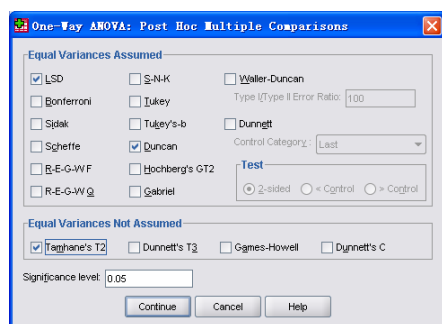 One-Way ANOVA: Post Hoc Multiple Comparisons
Equal Variances Assumed
LSD S-N-K Waller-Duncan
Bonferroni Tukey Type I/Type II Error Ratio: 100
Sidak Tukey's-b Dunnett
Scheffe Duncan Control Category: Last
R-E-G-W F Hochberg's GT2 Test
R-E-G-W Q Gabriel 2-sided < Control > Control
Equal Variances Not Assumed
Tamhane's T2 Dunnett's T3 Games-Howell Dunnett's C
Significance level: 0.05
Continue Cancel Help